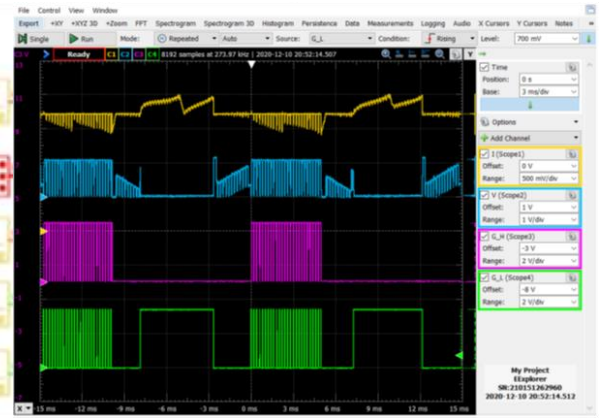 File Control View Window
Export +XY +XYZ 3D +Zoom FFT Spectrogram Spectrogram 3D Histogram Persistence Data Measurements Logging Audio X Cursors Y Cursors Notes
Single Run Mode: Repeated Auto Source: G_L Condition: Rising Level: 700 mV
Ready C1 C2 C3 C4 8192 samples at 273.97 kHz | 2020-12-10 20:52:14.507 Y
Time
Position: 0 s
Base: 3 ms/div
Options
Add Channel
I (Scope1)
Offset: 0 V
Range: 500 mV/div
V (Scope2)
Offset: 1 V
Range: 1 V/div
G_H (Scope3)
Offset: -3 V
Range: 2 V/div
G_L (Scope4)
Offset: -8 V
Range: 2 V/div
My Project
EExplorer
SN:210151262960
2020-12-10 20:52:14.512
X -15 ms -12 ms -9 ms -6 ms -3 ms 0 ms 3 ms 6 ms 9 ms 12 ms 15 ms